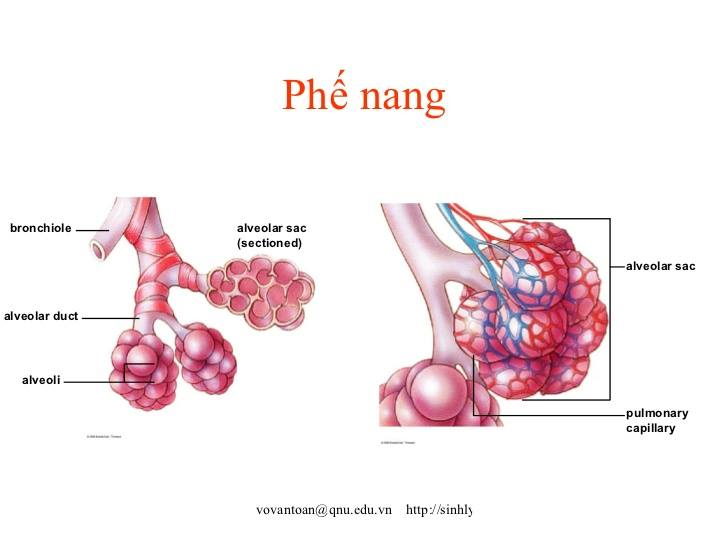 Phế nang
bronchiole
alveolar sac
(sectioned)
alveolar duct
alveoli
alveolar sac
pulmonary
capillary
vovantoan@qnu.edu.vn http://sinhly